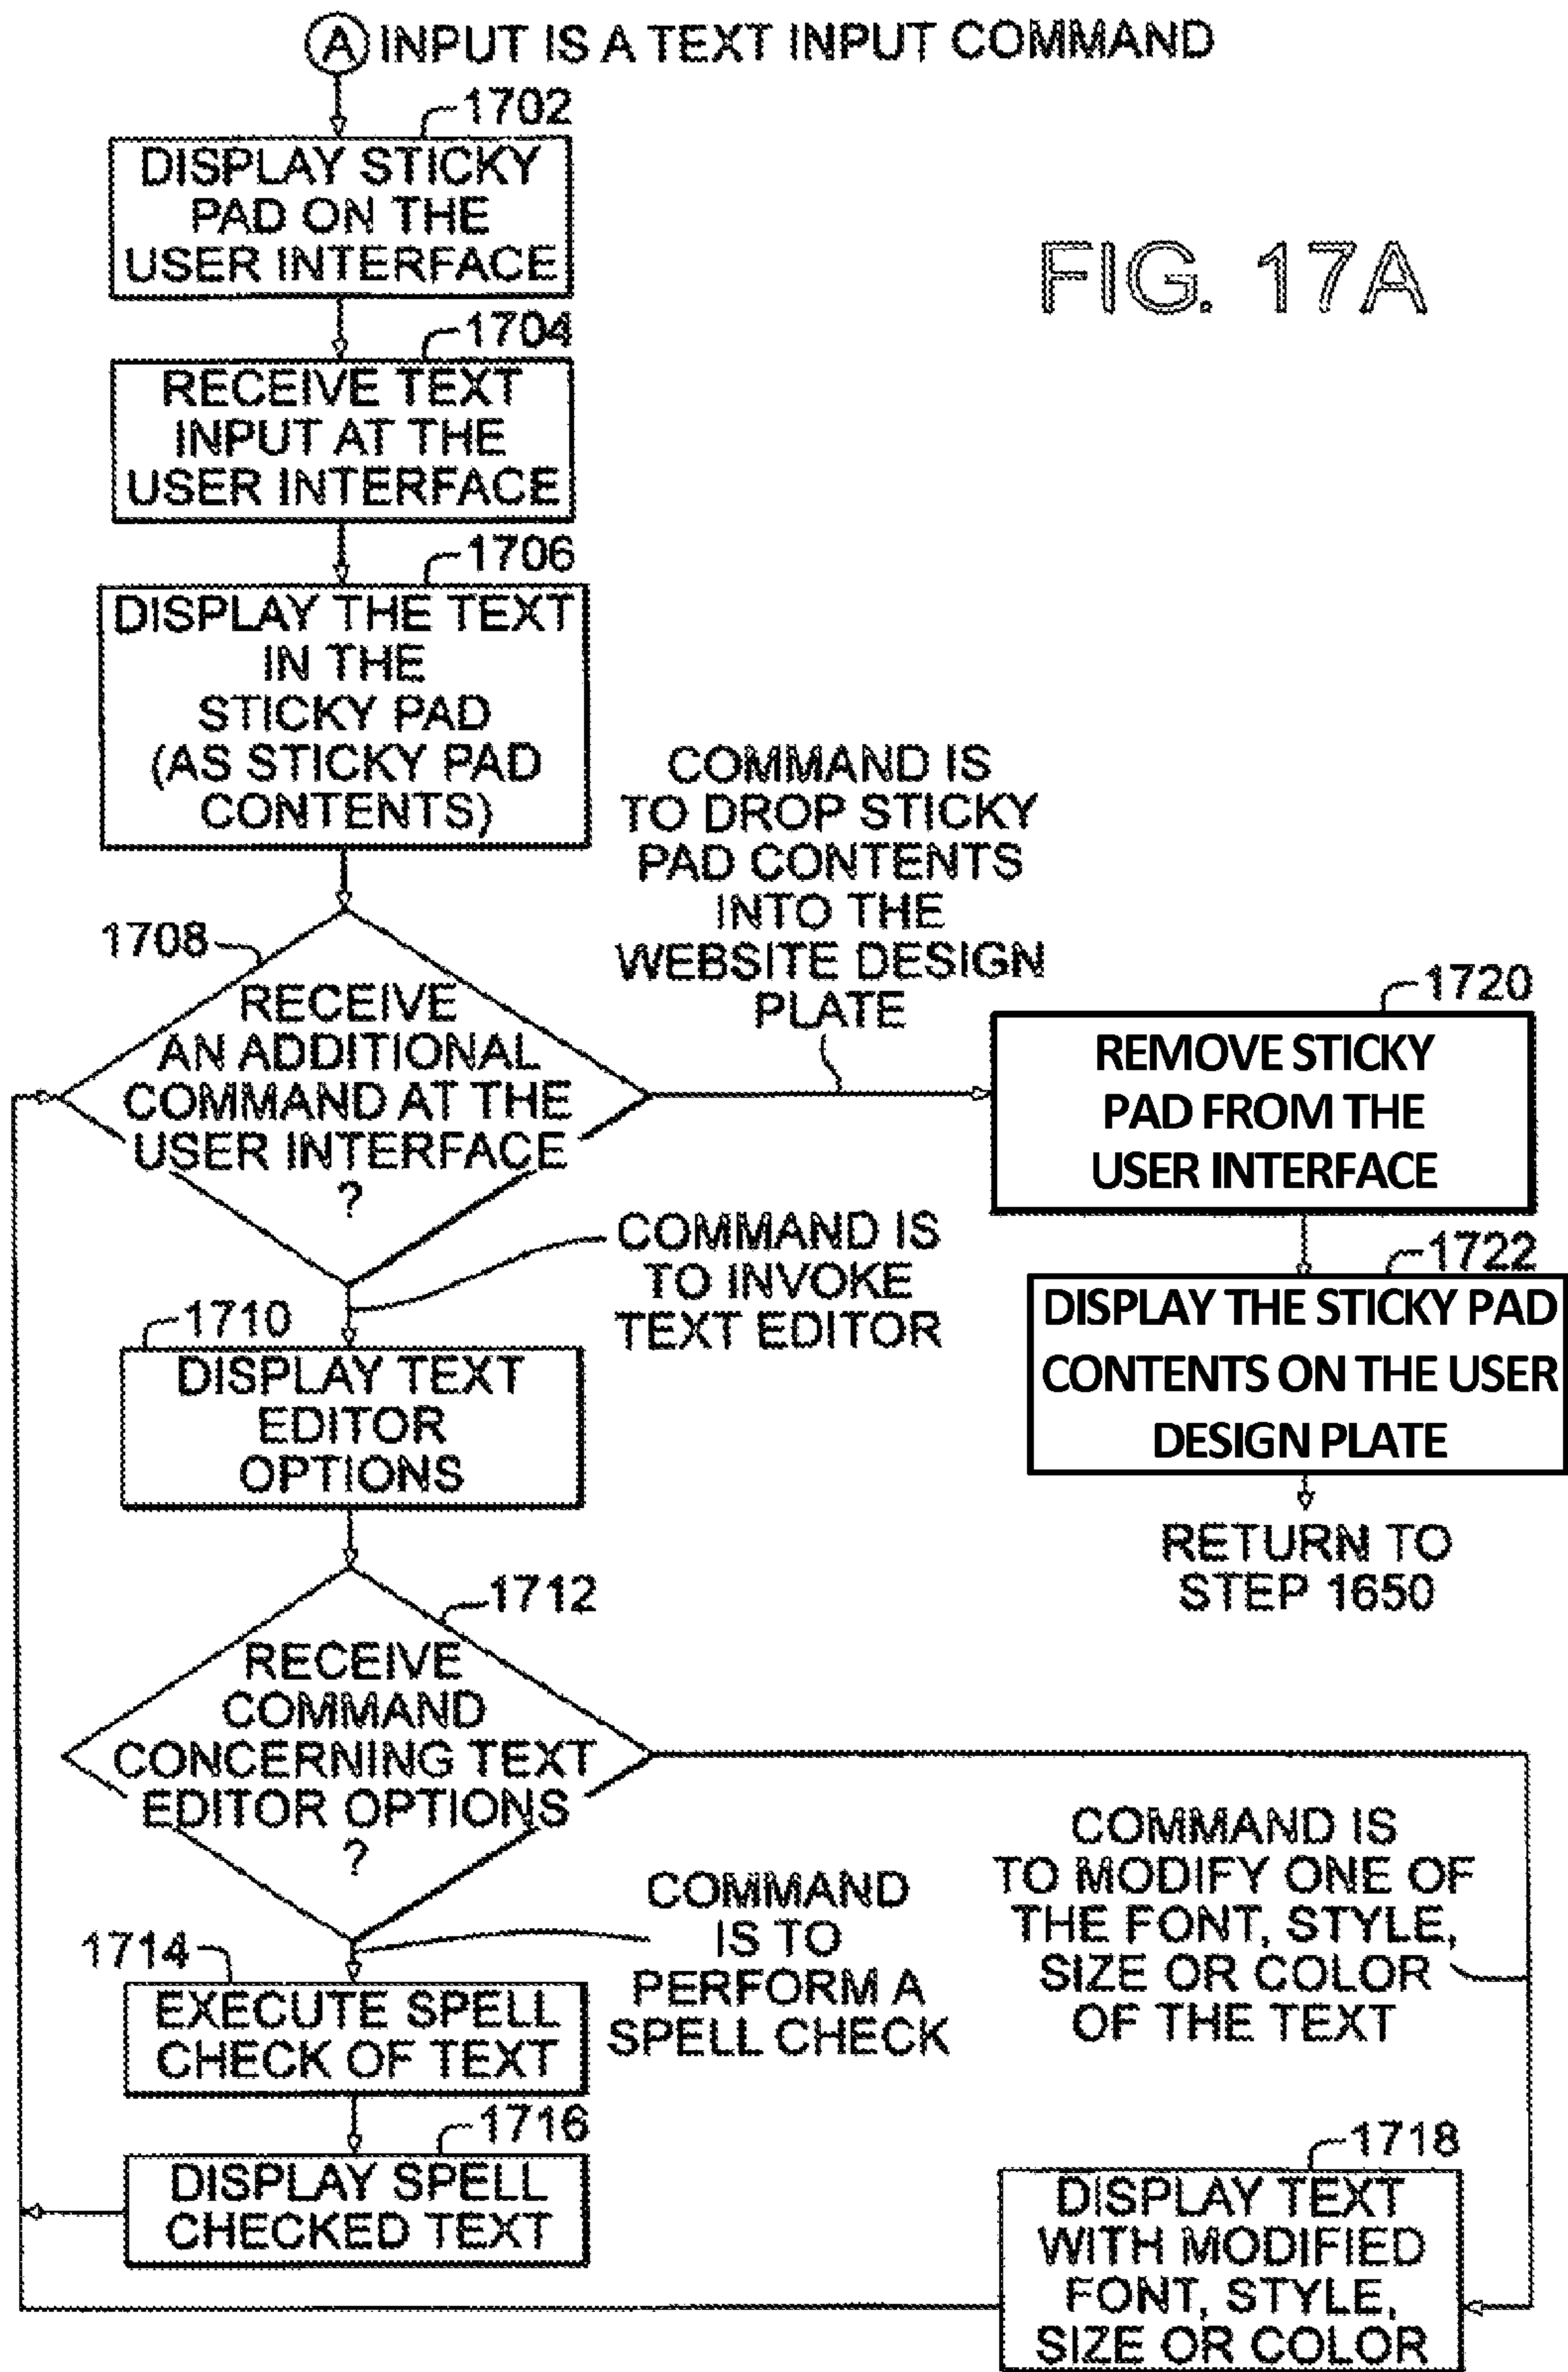 A INPUT IS A TEXT INPUT COMMAND
1702
DISPLAY STICKY
PAD ON THE
USER INTERFACE
FIG. 17A
1704
RECEIVE TEXT
INPUT AT THE
USER INTERFACE
1706
DISPLAY THE TEXT
IN THE
STICKY PAD
(AS STICKY PAD
CONTENTS)
COMMAND IS
TO DROP STICKY
PAD CONTENTS
INTO THE
WEBSITE DESIGN
PLATE
1708
RECEIVE
AN ADDITIONAL
COMMAND AT THE
USER INTERFACE
?
1720
REMOVE STICKY
PAD FROM THE
USER INTERFACE
COMMAND IS
TO INVOKE
TEXT EDITOR
1722
DISPLAY THE STICKY PAD
CONTENTS ON THE USER
DESIGN PLATE
RETURN TO
STEP 1650
1710
DISPLAY TEXT
EDITOR
OPTIONS
1712
RECEIVE
COMMAND
CONCERNING TEXT
EDITOR OPTIONS
?
COMMAND IS
TO MODIFY ONE OF
THE FONT, STYLE,
SIZE OR COLOR
OF THE TEXT
COMMAND
IS TO
PERFORM A
SPELL CHECK
1714
EXECUTE SPELL
CHECK OF TEXT
1716
DISPLAY SPELL
CHECKED TEXT
1718
DISPLAY TEXT
WITH MODIFIED
FONT, STYLE,
SIZE OR COLOR